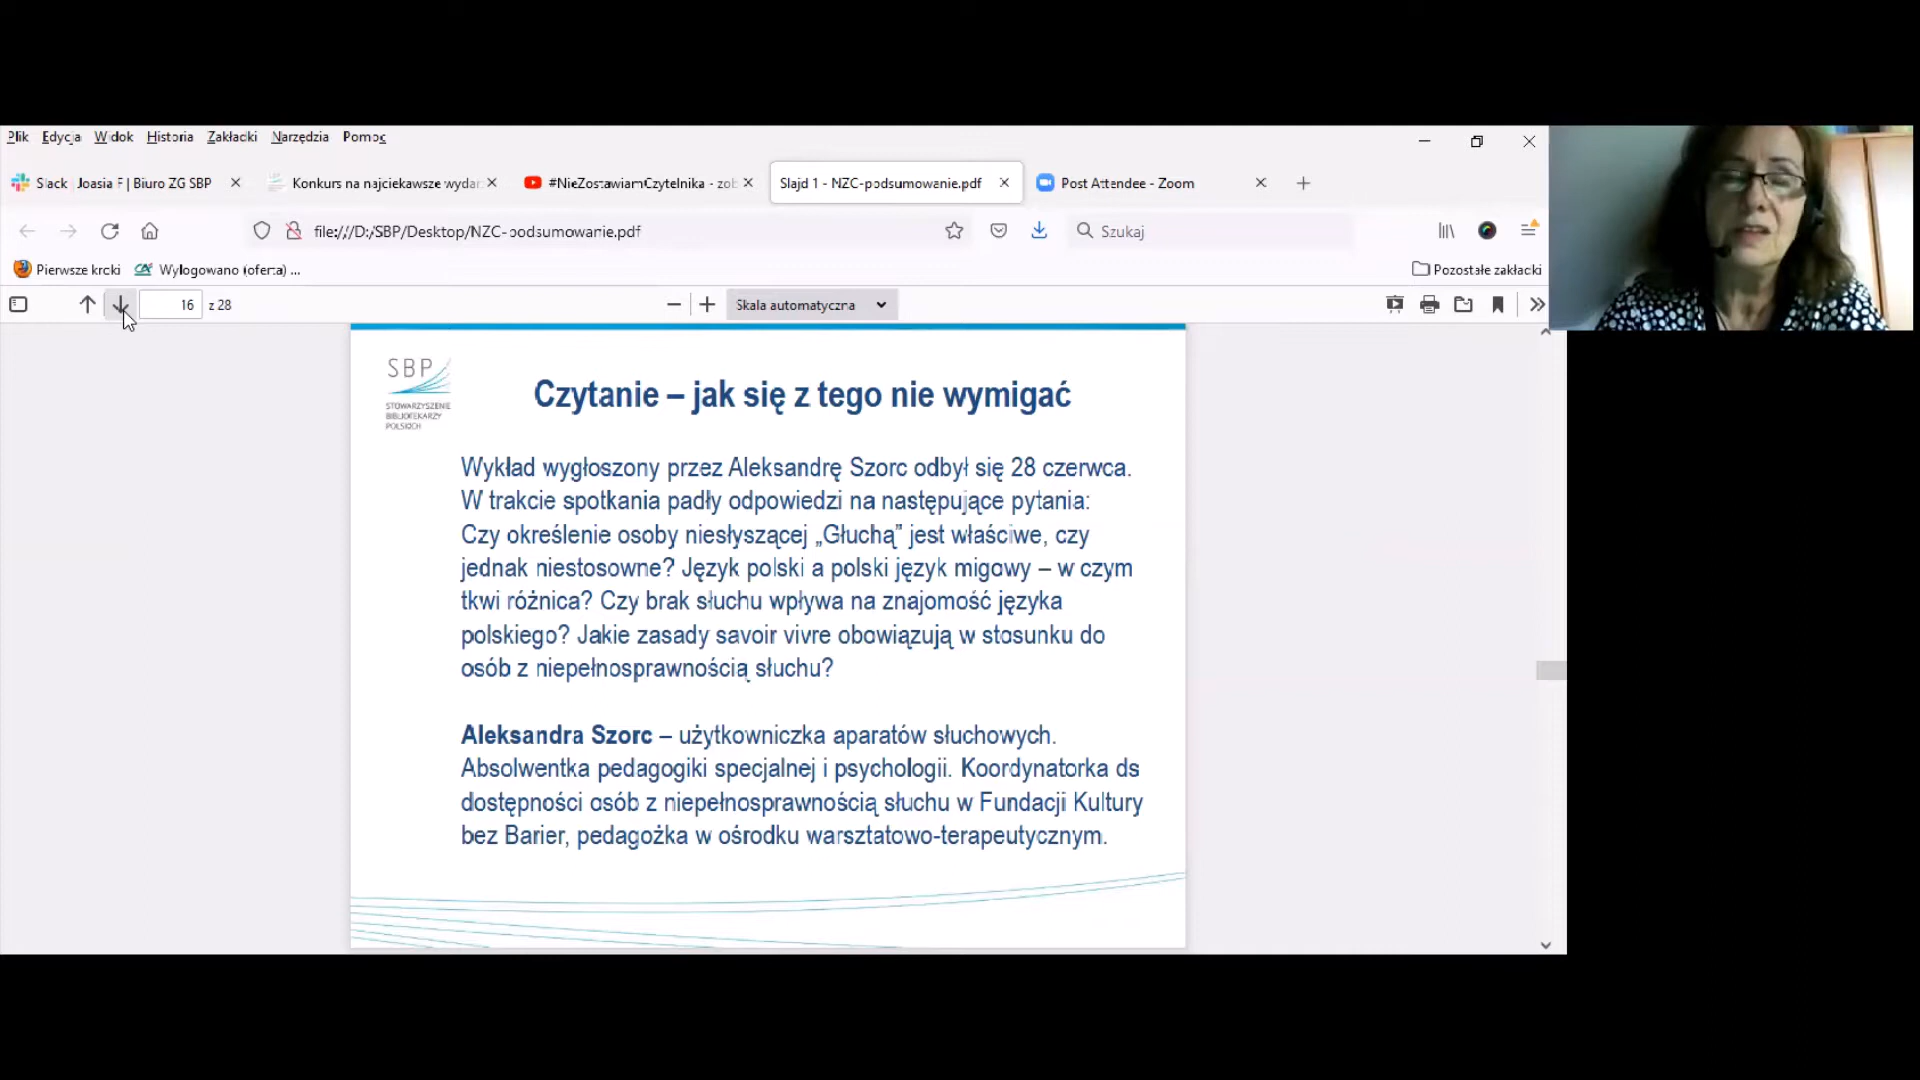 Plik Edycja Widok Historia Zakładki Narzędzia Pomoc
Slack | Joasia F | Biuro ZG SBP
Konkurs na najciekawsze wydar
#NieZostawiamCzytelnika - zob
Slajd 1 - NZC-podsumowanie.pdf
Post Attendee - Zoom
file:///D:/SBP/Desktop/NZC-podsumowanie.pdf
Szukaj
Pierwsze kroki
Wylogowano (oferta) ...
Pozostałe zakładki
16 z 28
Skala automatyczna
SBP
STOWARZYSZENIE
BIBLIOTEKARZY
POLSKICH
Czytanie – jak się z tego nie wymigać
Wykład wygłoszony przez Aleksandrę Szorc odbył się 28 czerwca.
W trakcie spotkania padły odpowiedzi na następujące pytania:
Czy określenie osoby niesłyszącej „Głuchą” jest właściwe, czy
jednak niestosowne? Język polski a polski język migowy – w czym
tkwi różnica? Czy brak słuchu wpływa na znajomość języka
polskiego? Jakie zasady savoir vivre obowiązują w stosunku do
osób z niepełnosprawnością słuchu?
Aleksandra Szorc – użytkowniczka aparatów słuchowych.
Absolwentka pedagogiki specjalnej i psychologii. Koordynatorka ds
dostępności osób z niepełnosprawnością słuchu w Fundacji Kultury
bez Barier, pedagożka w ośrodku warsztatowo-terapeutycznym.